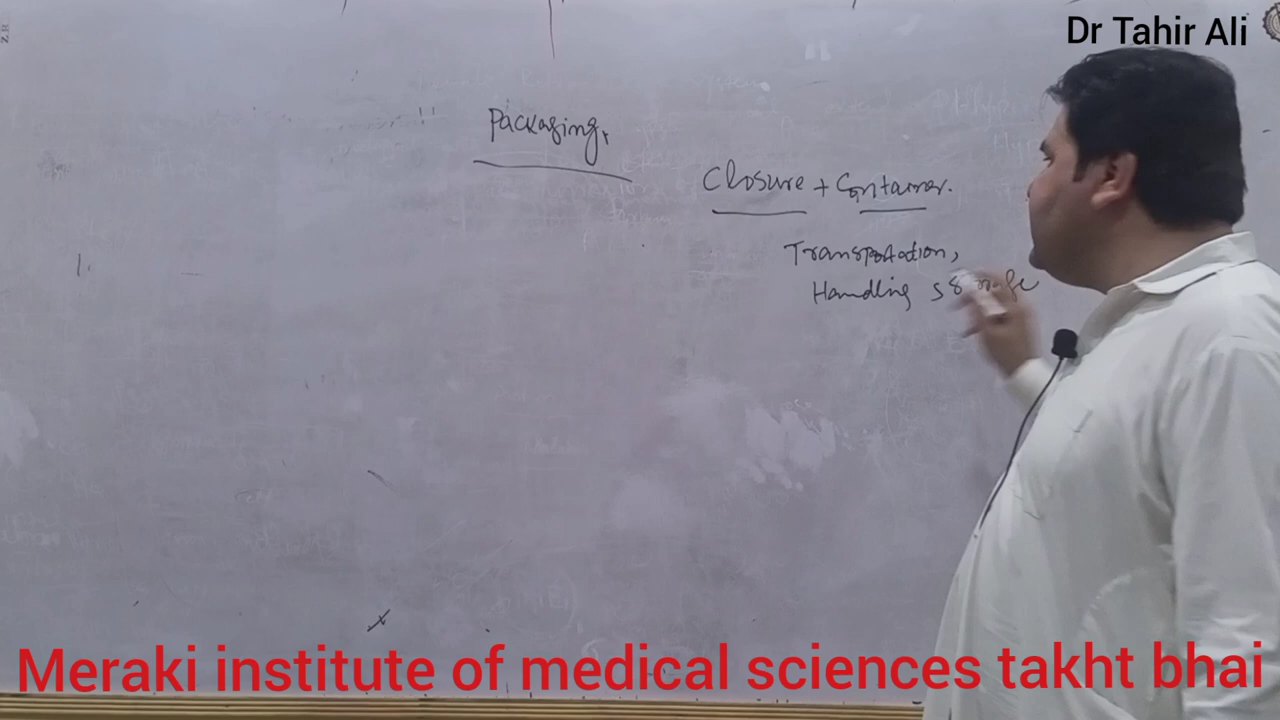 Dr Tahir Ali
Packaging,
Closure + Container.
Transportation,
Handling storage
Meraki institute of medical sciences takht bhai